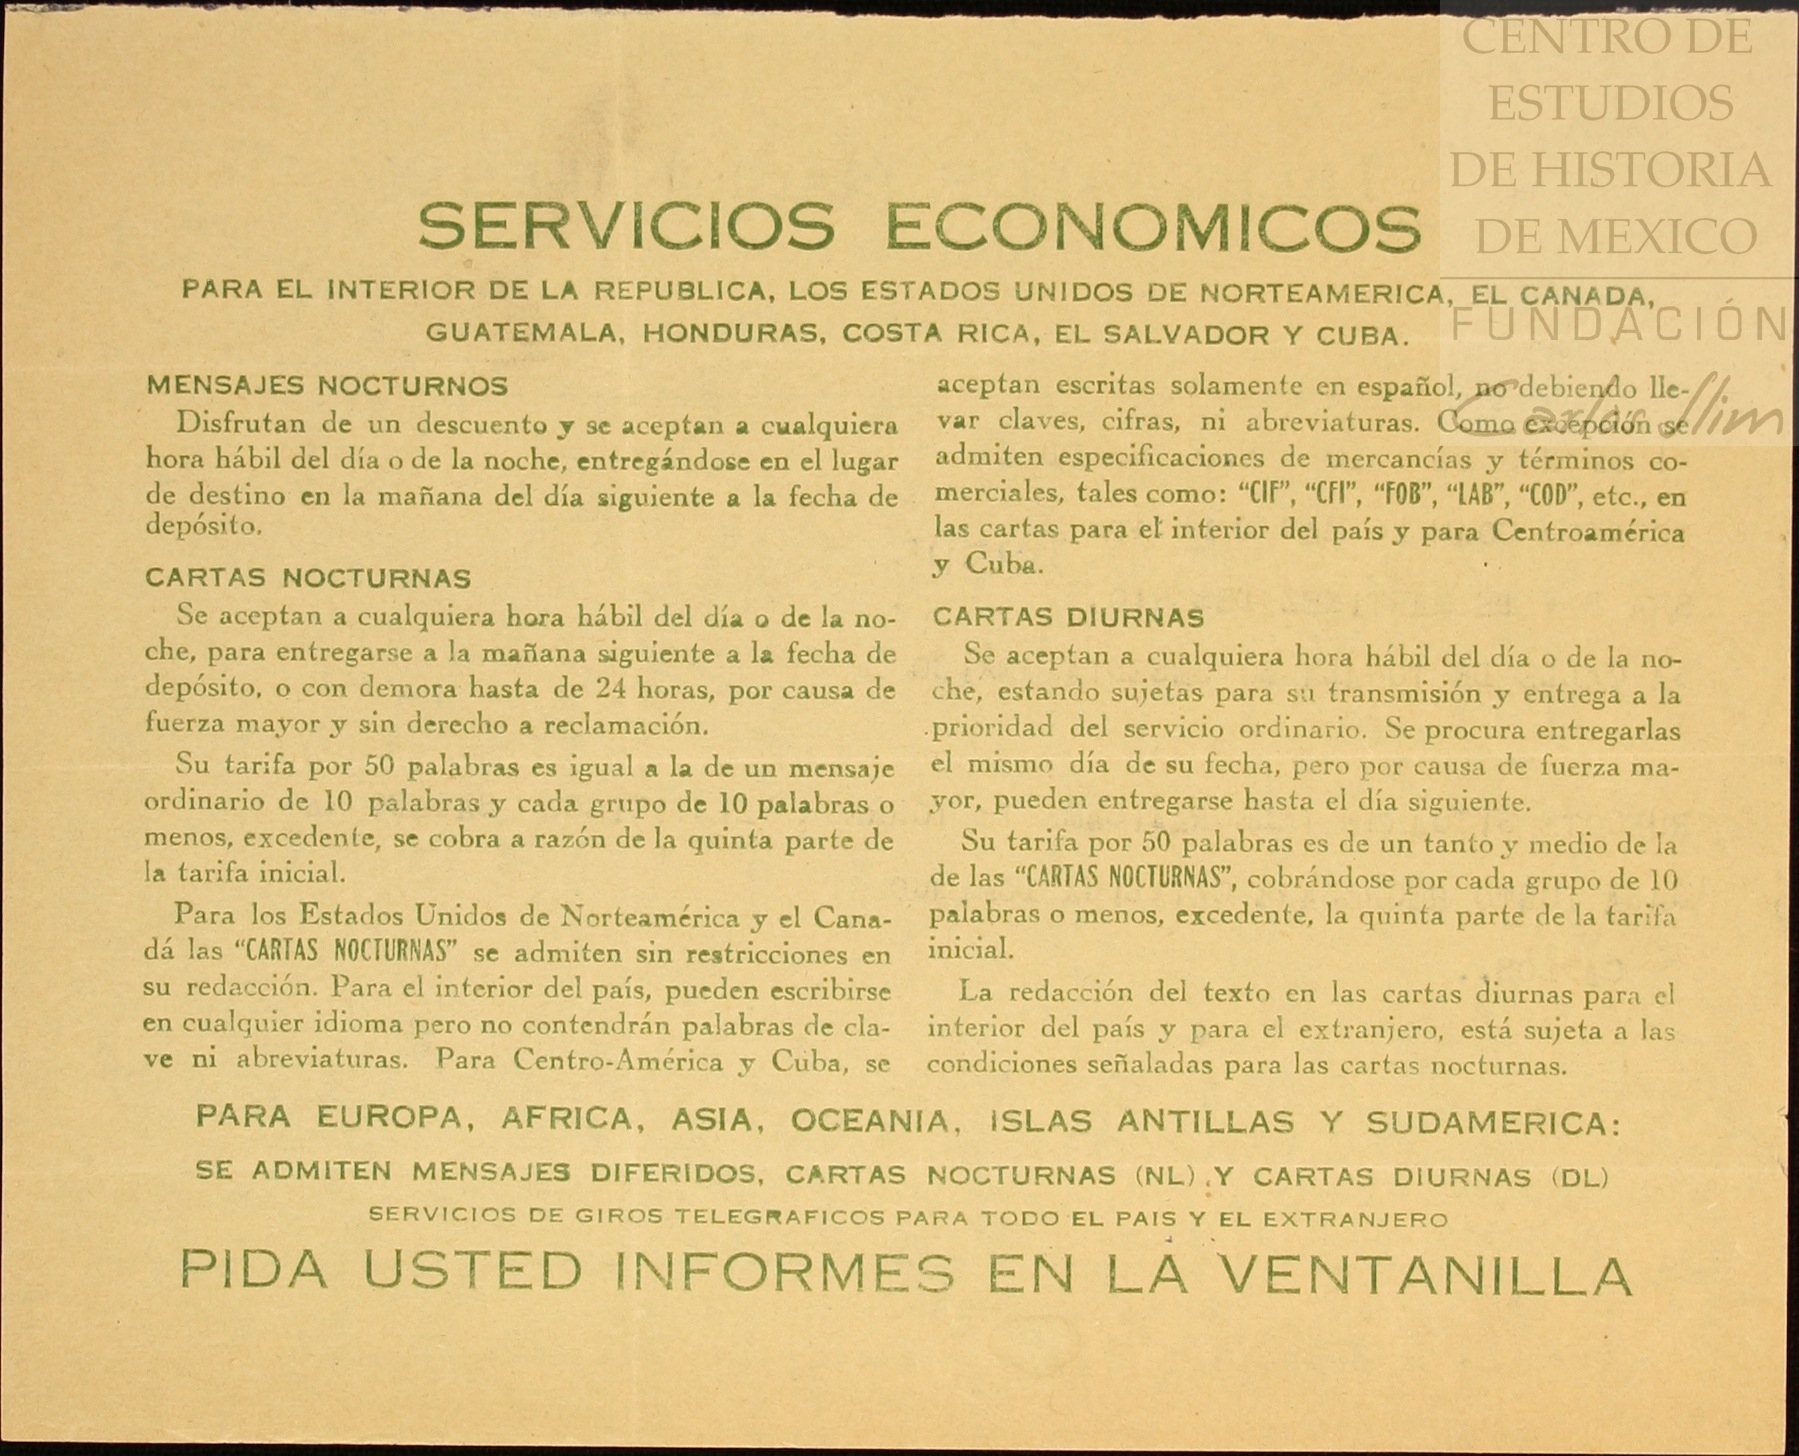 CENTRO DE
ESTUDIOS
DE HISTORIA
DE MEXICO
FUNDACIÓN
Carlos Slim
SERVICIOS ECONOMICOS
PARA EL INTERIOR DE LA REPUBLICA, LOS ESTADOS UNIDOS DE NORTEAMERICA, EL CANADA,
GUATEMALA, HONDURAS, COSTA RICA, EL SALVADOR Y CUBA.
MENSAJES NOCTURNOS
Disfrutan de un descuento y se aceptan a cualquiera
hora hábil del día o de la noche, entregándose en el lugar
de destino en la mañana del día siguiente a la fecha de
depósito.
CARTAS NOCTURNAS
Se aceptan a cualquiera hora hábil del día o de la no-
che, para entregarse a la mañana siguiente a la fecha de
depósito, o con demora hasta de 24 horas, por causa de
fuerza mayor y sin derecho a reclamación.
Su tarifa por 50 palabras es igual a la de un mensaje
ordinario de 10 palabras y cada grupo de 10 palabras o
menos, excedente, se cobra a razón de la quinta parte de
la tarifa inicial.
Para los Estados Unidos de Norteamérica y el Cana-
dá las "CARTAS NOCTURNAS" se admiten sin restricciones en
su redacción. Para el interior del país, pueden escribirse
en cualquier idioma pero no contendrán palabras de cla-
ve ni abreviaturas. Para Centro-América y Cuba, se
aceptan escritas solamente en español, no debiendo lle-
var claves, cifras, ni abreviaturas. Como excepción se
admiten especificaciones de mercancías y términos co-
merciales, tales como: "CIF", "CFI", "FOB", "LAB", "COD", etc., en
las cartas para el interior del país y para Centroamérica
y Cuba.
CARTAS DIURNAS
Se aceptan a cualquiera hora hábil del día o de la no-
che, estando sujetas para su transmisión y entrega a la
prioridad del servicio ordinario. Se procura entregarlas
el mismo día de su fecha, pero por causa de fuerza ma-
yor, pueden entregarse hasta el día siguiente.
Su tarifa por 50 palabras es de un tanto y medio de la
de las "CARTAS NOCTURNAS", cobrándose por cada grupo de 10
palabras o menos, excedente, la quinta parte de la tarifa
inicial.
La redacción del texto en las cartas diurnas para el
interior del país y para el extranjero, está sujeta a las
condiciones señaladas para las cartas nocturnas.
PARA EUROPA, AFRICA, ASIA, OCEANIA, ISLAS ANTILLAS Y SUDAMERICA:
SE ADMITEN MENSAJES DIFERIDOS, CARTAS NOCTURNAS (NL) Y CARTAS DIURNAS (DL)
SERVICIOS DE GIROS TELEGRAFICOS PARA TODO EL PAIS Y EL EXTRANJERO
PIDA USTED INFORMES EN LA VENTANILLA